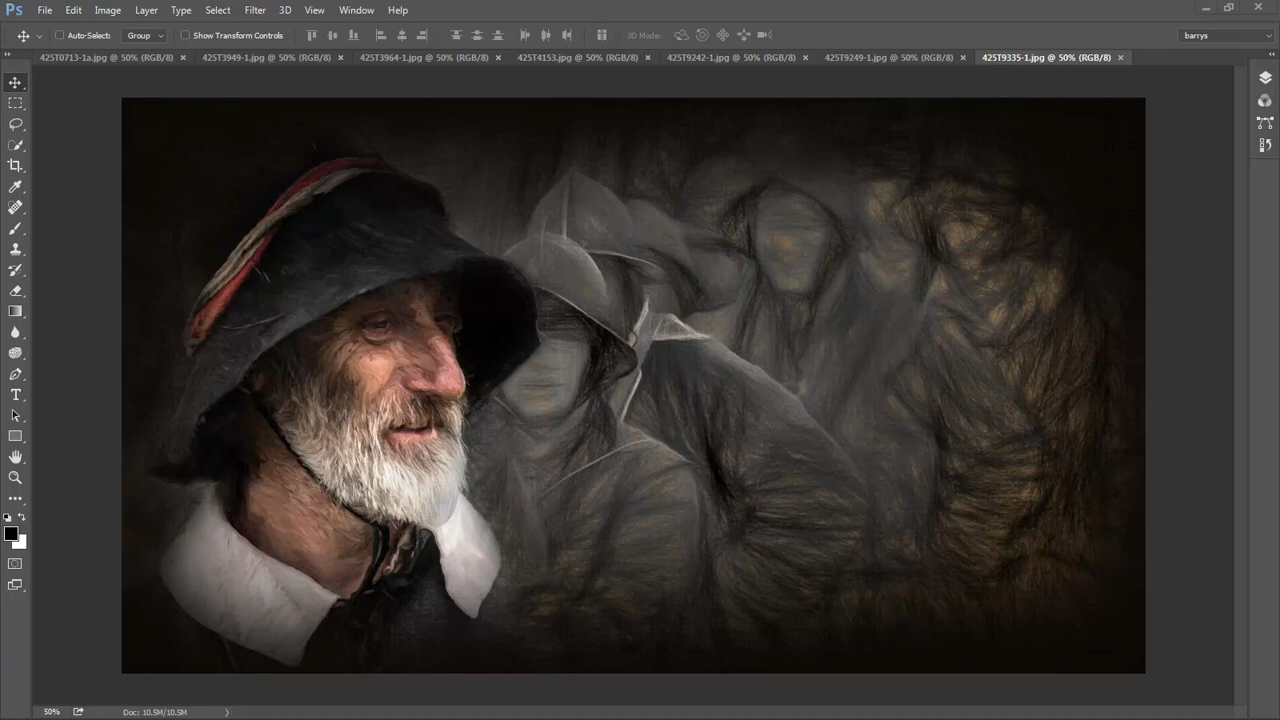 Ps File Edit Image Layer Type Select Filter 3D View Window Help
Auto-Select: Group Show Transform Controls 3D Mode: barrys
425T0713-1a.jpg @ 50% (RGB/8) × 425T3949-1.jpg @ 50% (RGB/8) × 425T3964-1.jpg @ 50% (RGB/8) × 425T4153.jpg @ 50% (RGB/8) × 425T9242-1.jpg @ 50% (RGB/8) × 425T9249-1.jpg @ 50% (RGB/8) × 425T9335-1.jpg @ 50% (RGB/8) ×
50% Doc: 10.5M/10.5M